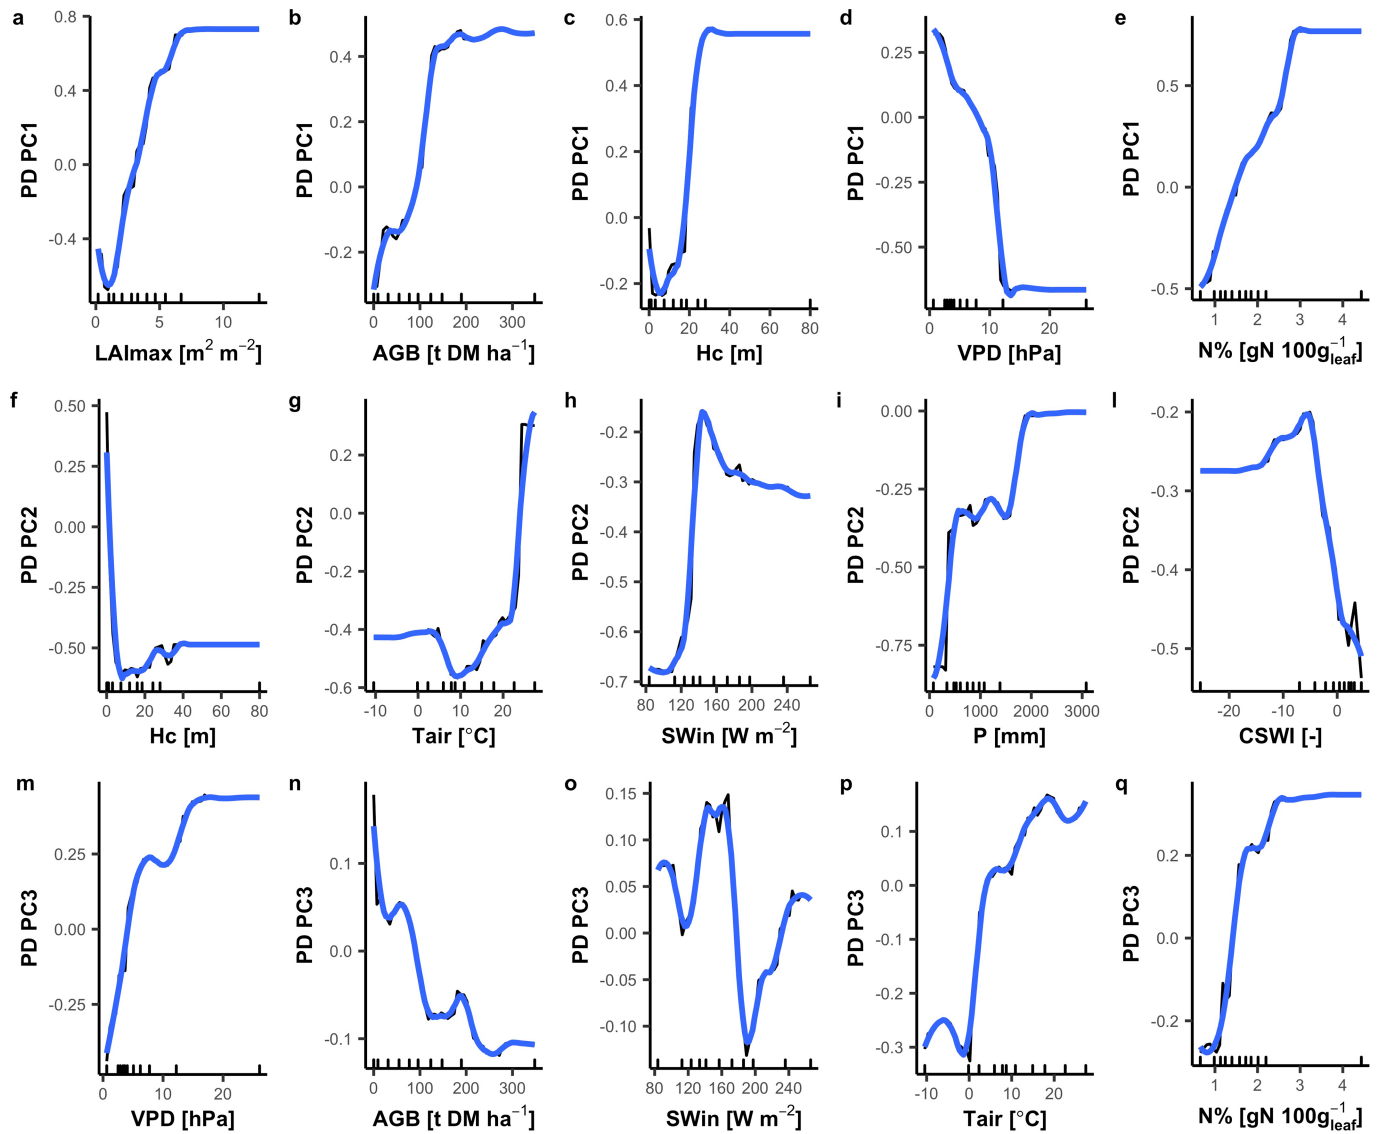 a
0.8
0.4
0.0
-0.4
PD PC1
0 5 10
LAImax [m² m⁻²]
b
0.4
0.2
0.0
-0.2
PD PC1
0 100 200 300
AGB [t DM ha⁻¹]
c
0.6
0.4
0.2
0.0
-0.2
PD PC1
0 20 40 60 80
Hc [m]
d
0.25
0.00
-0.25
-0.50
PD PC1
0 10 20
VPD [hPa]
e
0.5
0.0
-0.5
PD PC1
1 2 3 4
N% [gN 100g⁻¹leaf]
f
0.50
0.25
0.00
-0.25
-0.50
PD PC2
0 20 40 60 80
Hc [m]
g
0.2
0.0
-0.2
-0.4
-0.6
PD PC2
-10 0 10 20
Tair [°C]
h
-0.2
-0.3
-0.4
-0.5
-0.6
-0.7
PD PC2
80 120 160 200 240
SWin [W m⁻²]
i
0.00
-0.25
-0.50
-0.75
PD PC2
0 1000 2000 3000
P [mm]
l
-0.2
-0.3
-0.4
-0.5
PD PC2
-20 -10 0
CSWI [-]
m
0.25
0.00
-0.25
PD PC3
0 10 20
VPD [hPa]
n
0.1
0.0
-0.1
PD PC3
0 100 200 300
AGB [t DM ha⁻¹]
o
0.15
0.10
0.05
0.00
-0.05
-0.10
PD PC3
80 120 160 200 240
SWin [W m⁻²]
p
0.1
0.0
-0.1
-0.2
-0.3
PD PC3
-10 0 10 20
Tair [°C]
q
0.2
0.0
-0.2
PD PC3
1 2 3 4
N% [gN 100g⁻¹leaf]